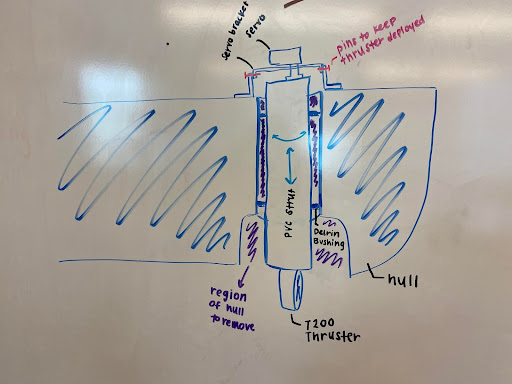 servo bracket
servo
pins to keep
thruster deployed
PVC strut
Delrin
Bushing
hull
region
of hull
to remove
T200
Thruster